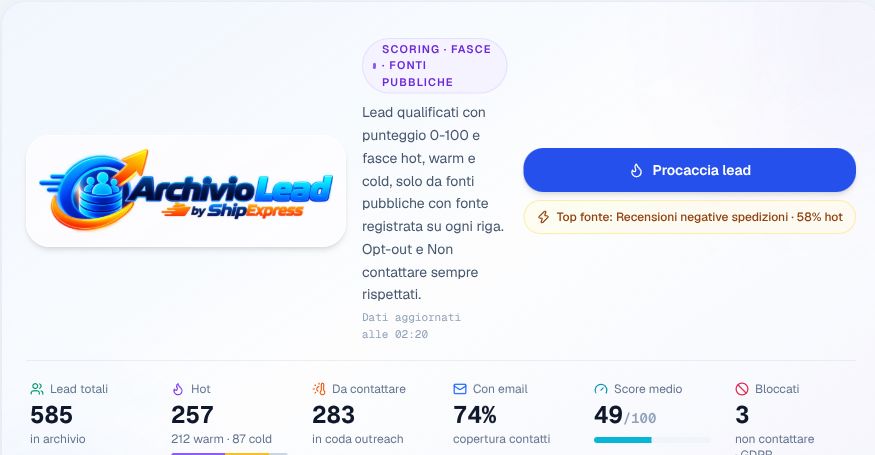 SCORING · FASCE
· FONTI
PUBBLICHE
Lead qualificati con
punteggio 0-100 e
fasce hot, warm e
cold, solo da fonti
pubbliche con fonte
registrata su ogni riga.
Opt-out e Non
contattare sempre
rispettati.
Dati aggiornati
alle 02:20
Archivio Lead
by ShipExpress
Procaccia lead
Top fonte: Recensioni negative spedizioni · 58% hot
Lead totali
585
in archivio
Hot
257
212 warm · 87 cold
Da contattare
283
in coda outreach
Con email
74%
copertura contatti
Score medio
49/100
Bloccati
3
non contattare
· GDPR